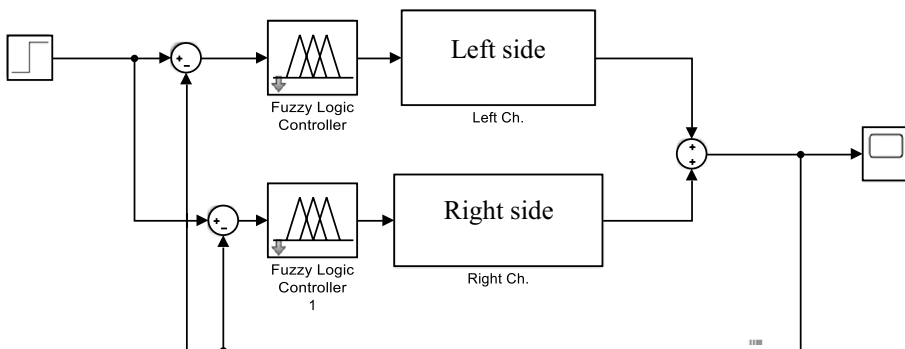 Left side
Fuzzy Logic
Controller
Left Ch.
Right side
Fuzzy Logic
Controller
1
Right Ch.